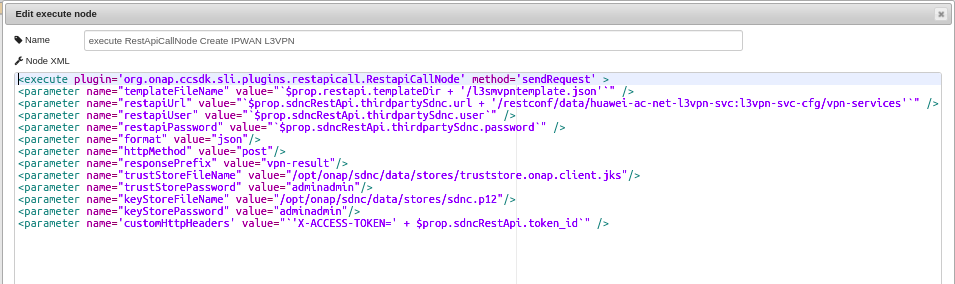 Edit execute node
Name
execute RestApiCallNode Create IPWAN L3VPN
Node XML
<execute plugin='org.onap.ccsdk.sli.plugins.restapicall.RestapiCallNode' method='sendRequest' >
<parameter name="templateFileName" value="`$prop.restapi.templateDir + '/l3smvpntemplate.json'`" />
<parameter name="restapiUrl" value="`$prop.sdncRestApi.thirdpartySdnc.url + '/restconf/data/huawei-ac-net-l3vpn-svc:l3vpn-svc-cfg/vpn-services'`" />
<parameter name="restapiUser" value="`$prop.sdncRestApi.thirdpartySdnc.user`" />
<parameter name="restapiPassword" value="`$prop.sdncRestApi.thirdpartySdnc.password`" />
<parameter name="format" value="json"/>
<parameter name="httpMethod" value="post"/>
<parameter name="responsePrefix" value="vpn-result"/>
<parameter name="trustStoreFileName" value="/opt/onap/sdnc/data/stores/truststore.onap.client.jks"/>
<parameter name="trustStorePassword" value="adminadmin"/>
<parameter name="keyStoreFileName" value="/opt/onap/sdnc/data/stores/sdnc.p12"/>
<parameter name="keyStorePassword" value="adminadmin"/>
<parameter name='customHttpHeaders' value="`'X-ACCESS-TOKEN=' + $prop.sdncRestApi.token_id`" />